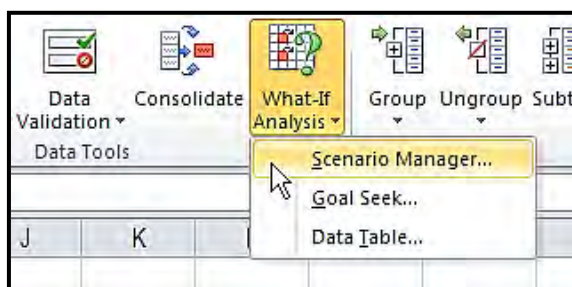 Data Validation
Consolidate
What-If Analysis
Group
Ungroup
Subt
Data Tools
Scenario Manager...
Goal Seek...
Data Table...
J
K